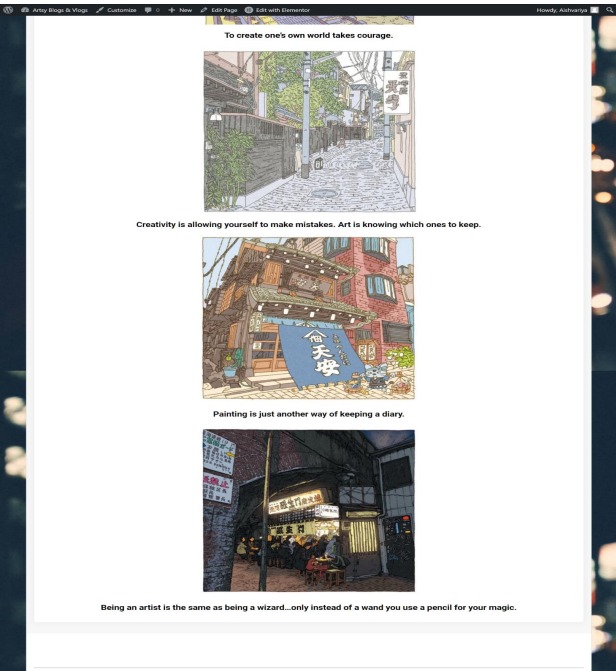 Artsy Blogs & Vlogs Customize 0 New Edit Page Edit with Elementor Howdy, Aishvariya
To create one's own world takes courage.
Creativity is allowing yourself to make mistakes. Art is knowing which ones to keep.
天安
Painting is just another way of keeping a diary.
Being an artist is the same as being a wizard...only instead of a wand you use a pencil for your magic.